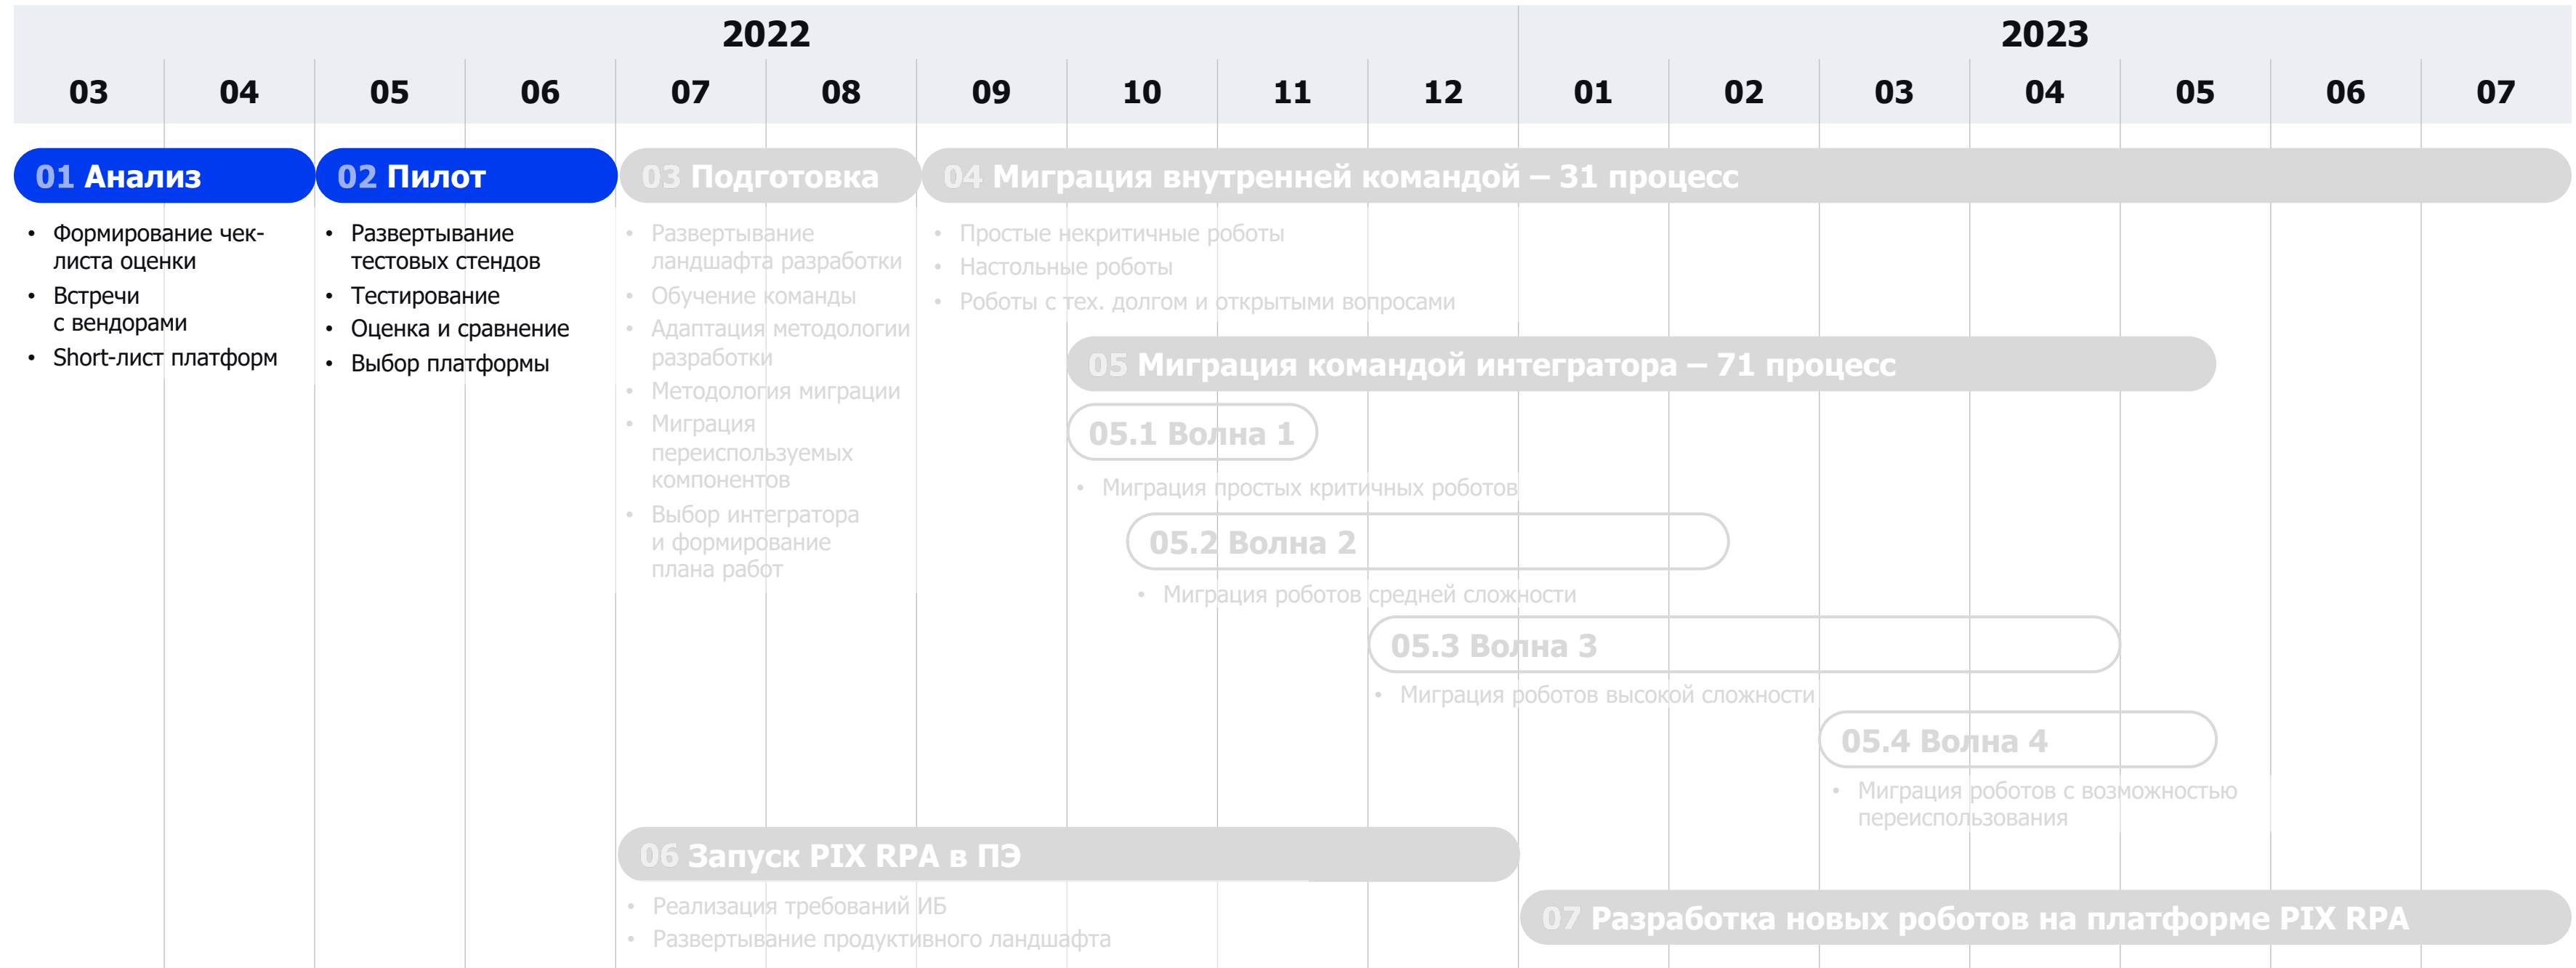 2022
2023
03 04 05 06 07 08 09 10 11 12 01 02 03 04 05 06 07
01 Анализ
• Формирование чек-
листа оценки
• Встречи
с вендорами
• Short-лист платформ
02 Пилот
• Развертывание
тестовых стендов
• Тестирование
• Оценка и сравнение
• Выбор платформы
03 Подготовка
• Развертывание
ландшафта разработки
• Обучение команды
• Адаптация методологии
разработки
• Методология миграции
• Миграция
переиспользуемых
компонентов
• Выбор интегратора
и формирование
плана работ
04 Миграция внутренней командой – 31 процесс
• Простые некритичные роботы
• Настольные роботы
• Роботы с тех. долгом и открытыми вопросами
05 Миграция командой интегратора – 71 процесс
05.1 Волна 1
• Миграция простых критичных роботов
05.2 Волна 2
• Миграция роботов средней сложности
05.3 Волна 3
• Миграция роботов высокой сложности
05.4 Волна 4
• Миграция роботов с возможностью
переиспользования
06 Запуск PIX RPA в ПЭ
• Реализация требований ИБ
• Развертывание продуктивного ландшафта
07 Разработка новых роботов на платформе PIX RPA